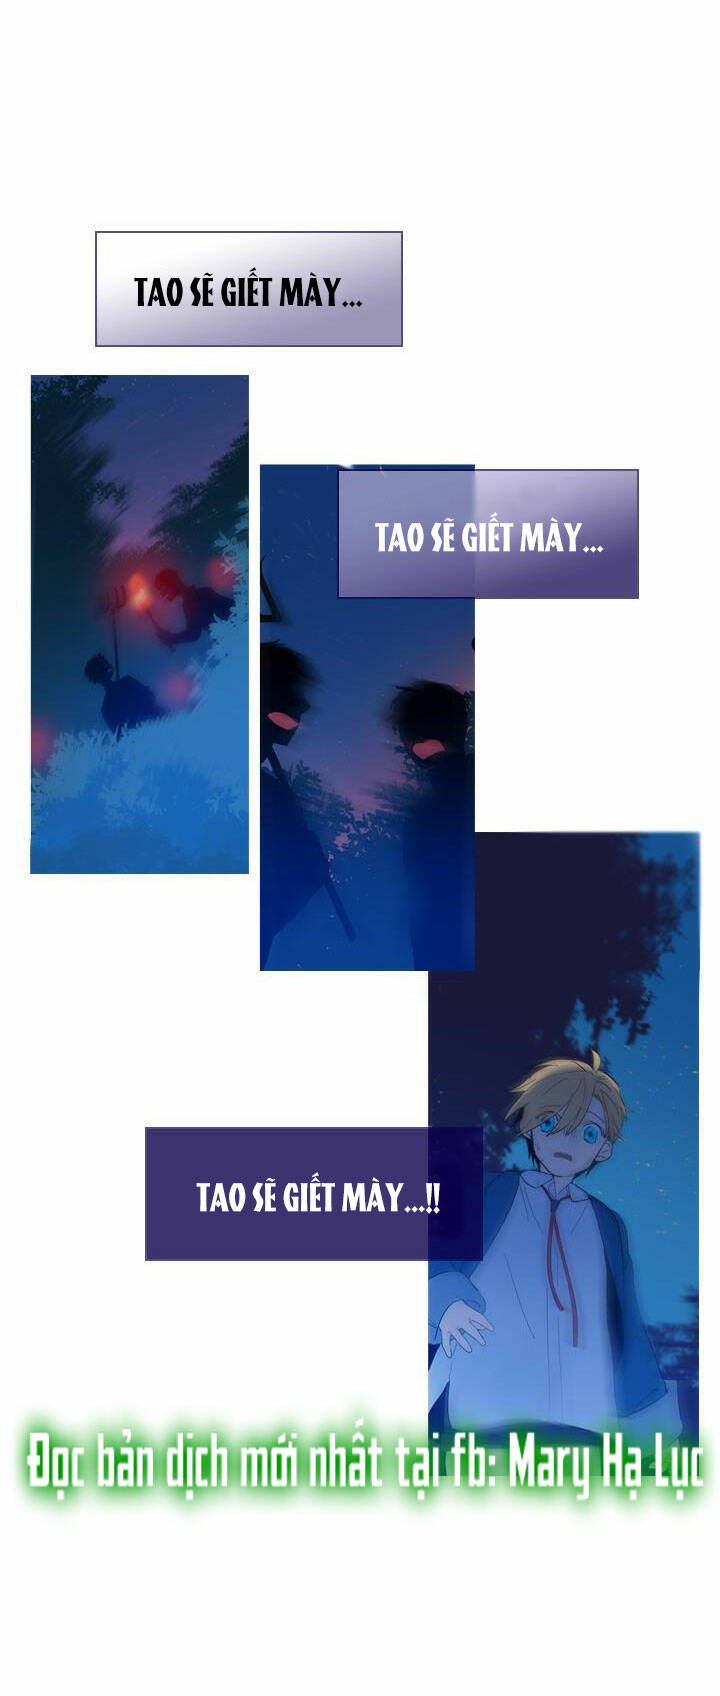 TAO SẼ GIẾT MÀY...
TAO SẼ GIẾT MÀY...
TAO SẼ GIẾT MÀY...!!
Đọc bản dịch mới nhất tại fb: Mary Hạ Lục